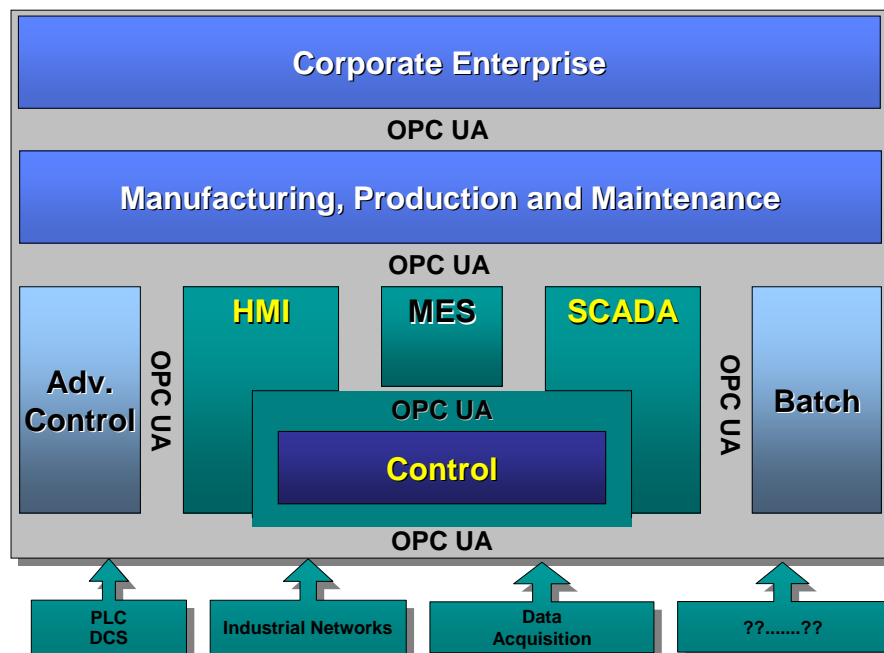 Corporate Enterprise
OPC UA
Manufacturing, Production and Maintenance
OPC UA
HMI
MES
SCADA
Adv.
Control
OPC UA
OPC UA
Control
OPC UA
Batch
OPC UA
PLC
DCS
Industrial Networks
Data
Acquisition
??.......??